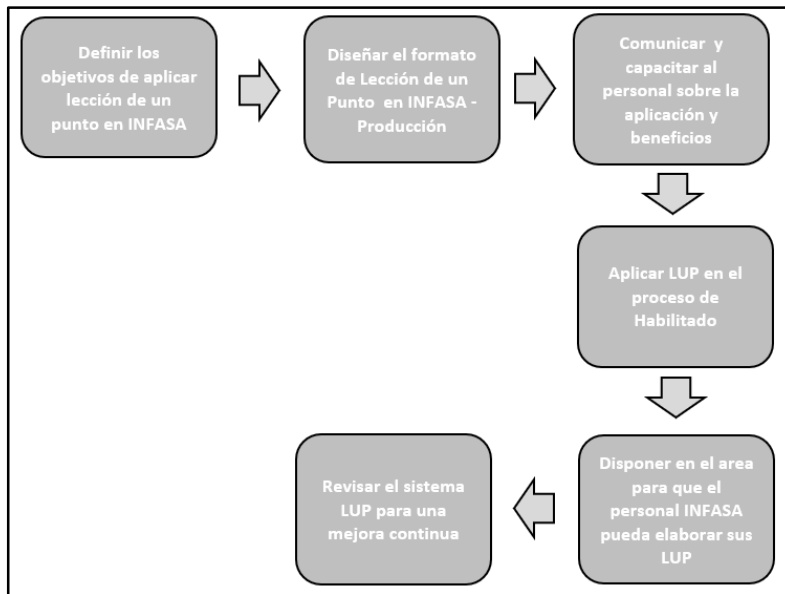 Definir los
objetivos de aplicar
lección de un
punto en INFASA
Diseñar el formato
de Lección de un
Punto en INFASA -
Producción
Comunicar y
capacitar al
personal sobre la
aplicación y
beneficios
Aplicar LUP en el
proceso de
Habilitado
Disponer en el area
para que el
personal INFASA
pueda elaborar sus
LUP
Revisar el sistema
LUP para una
mejora continua